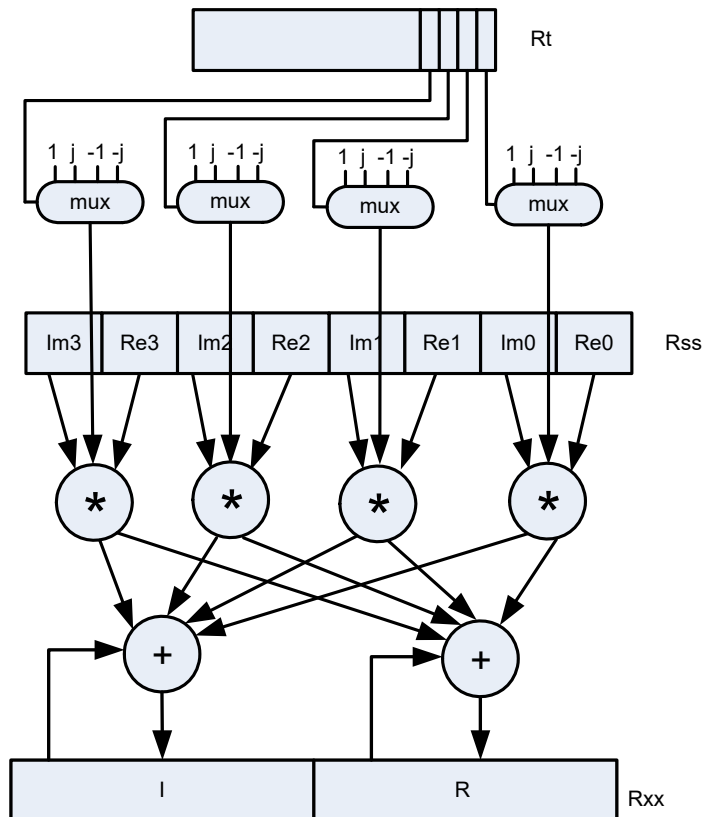 Rt
1 j -1 -j 1 j -1 -j 1 j -1 -j 1 j -1 -j
mux mux mux mux
Im3 Re3 Im2 Re2 Im1 Re1 Im0 Re0 Rss
* * * *
+ +
I R Rxx